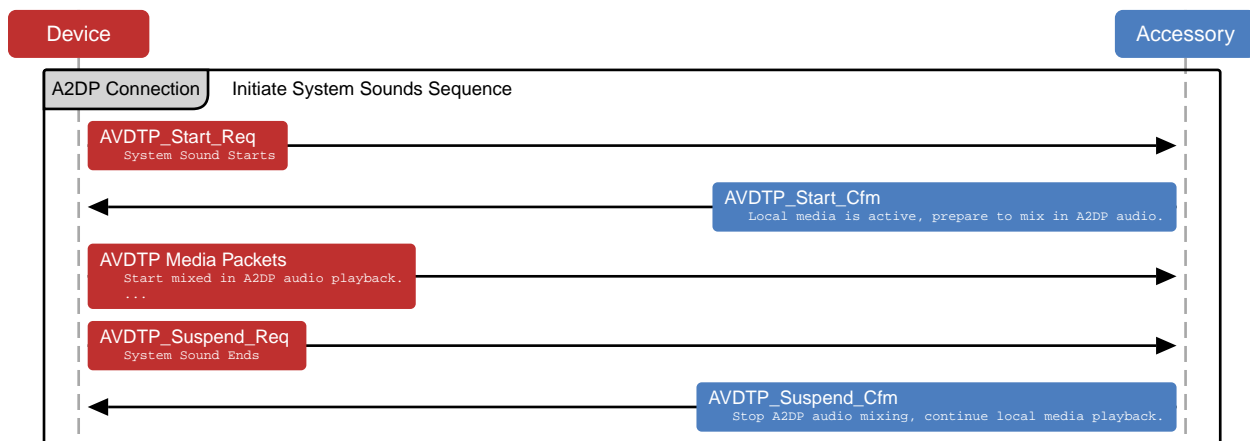 Device
Accessory
A2DP Connection
Initiate System Sounds Sequence
AVDTP_Start_Req
System Sound Starts
AVDTP_Start_Cfm
Local media is active, prepare to mix in A2DP audio.
AVDTP Media Packets
Start mixed in A2DP audio playback.
...
AVDTP_Suspend_Req
System Sound Ends
AVDTP_Suspend_Cfm
Stop A2DP audio mixing, continue local media playback.